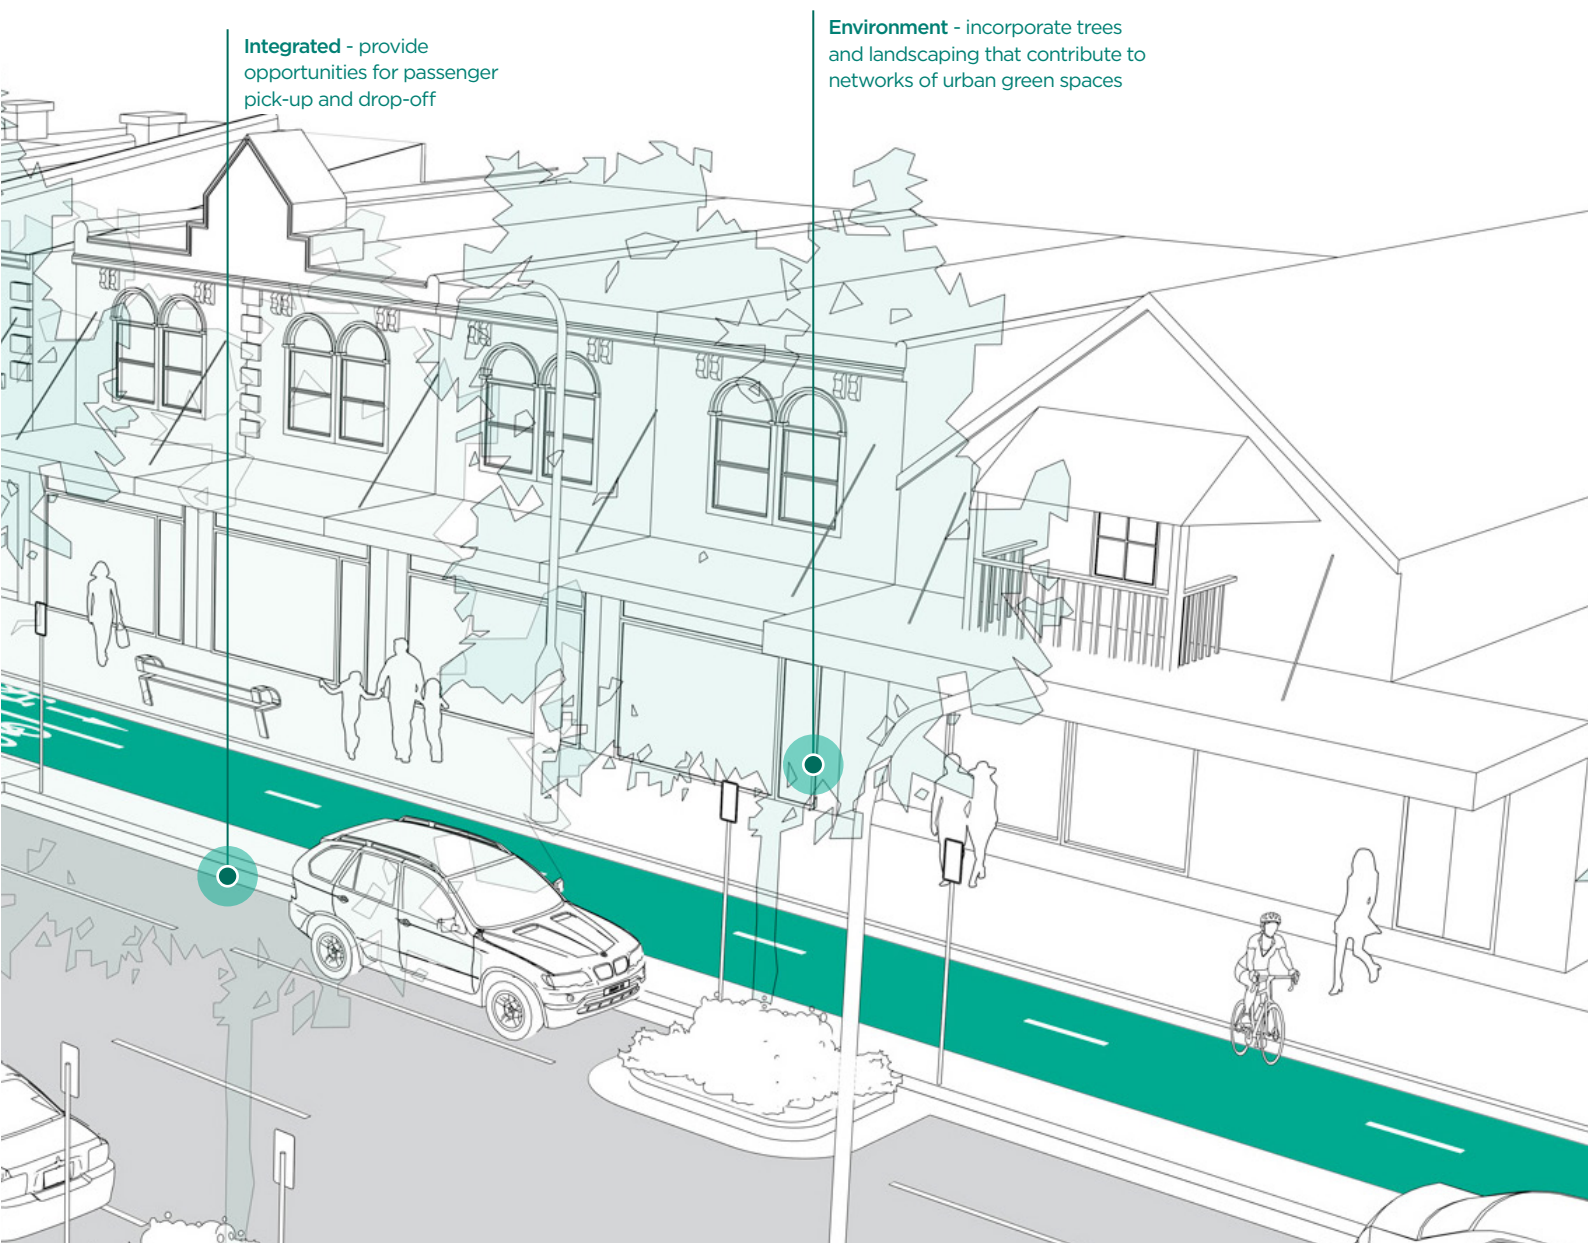 Integrated - provide
opportunities for passenger
pick-up and drop-off
Environment - incorporate trees
and landscaping that contribute to
networks of urban green spaces